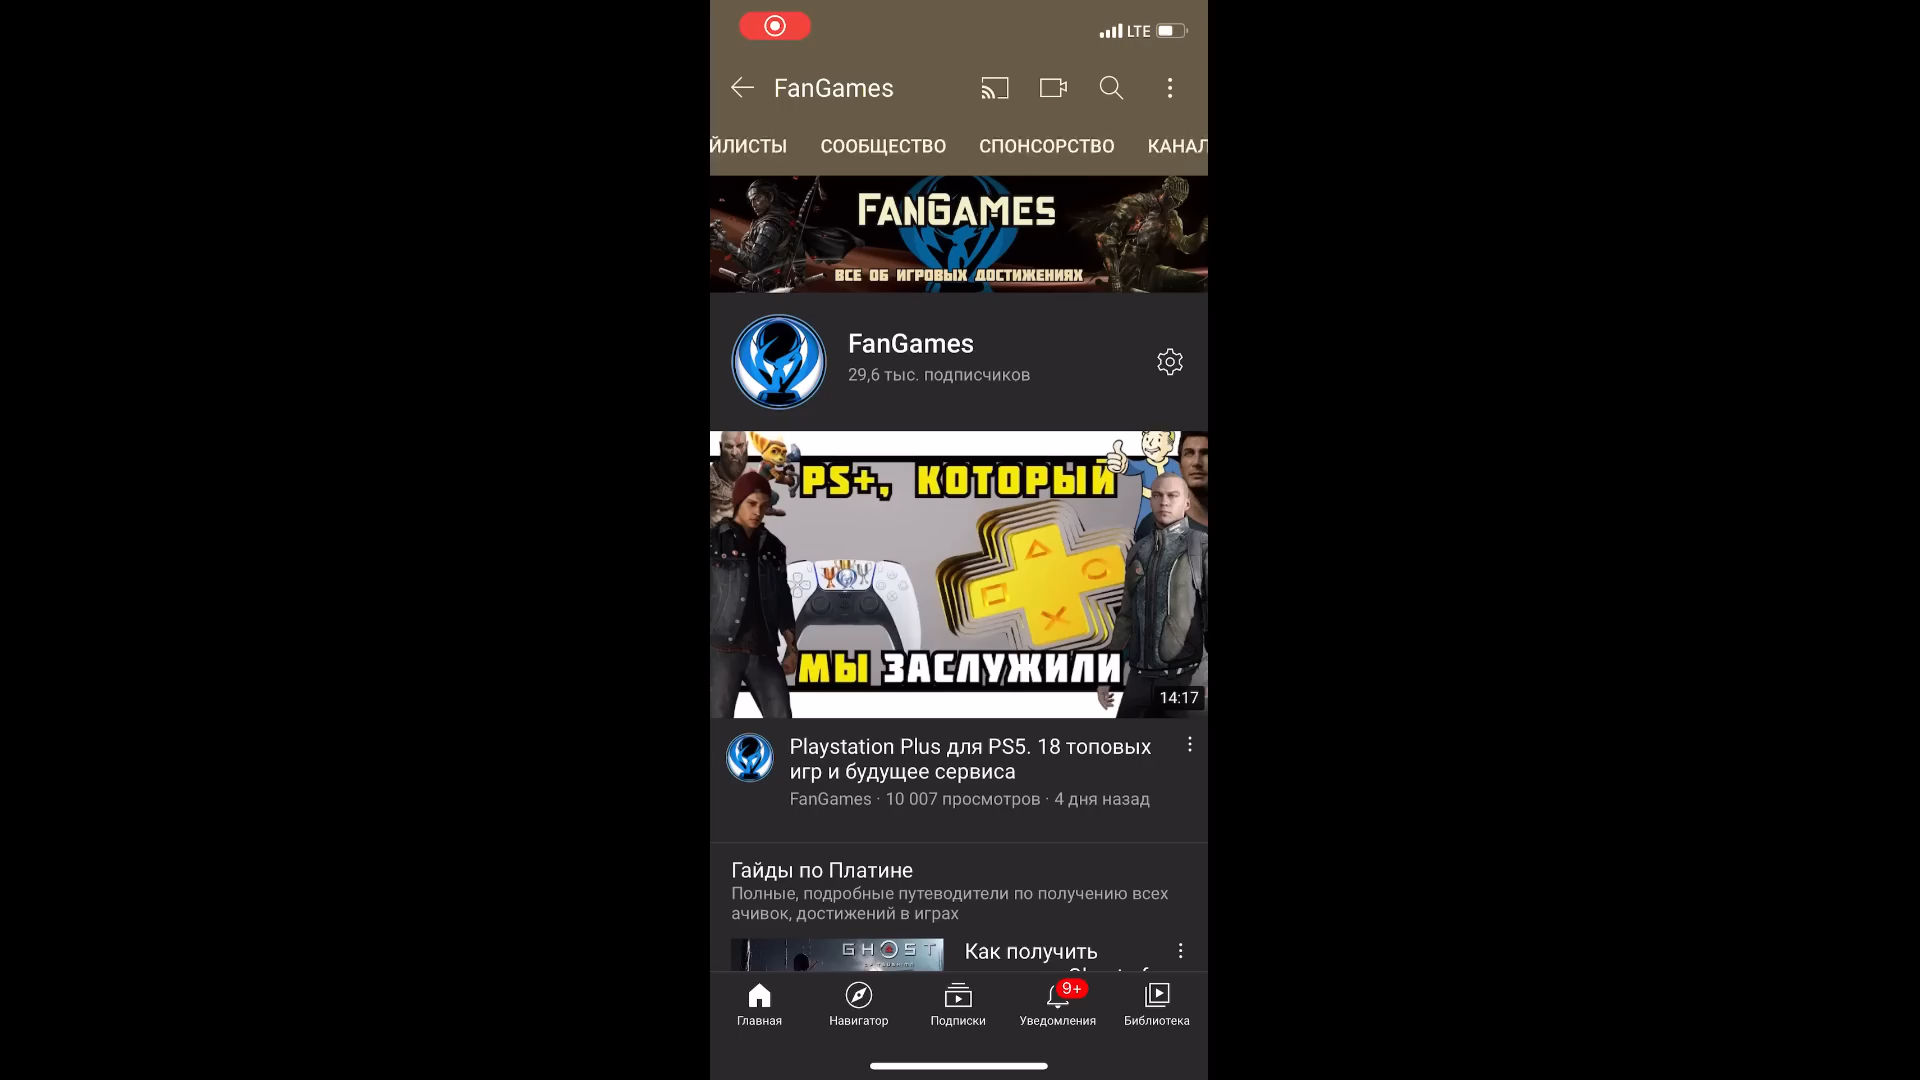 LTE
FanGames
ЙЛИСТЫ СООБЩЕСТВО СПОНСОРСТВО КАНАЛ
FANGAMES
ВСЕ ОБ ИГРОВЫХ ДОСТИЖЕНИЯХ
FanGames
29,6 тыс. подписчиков
PS+, КОТОРЫЙ
МЫ ЗАСЛУЖИЛИ
14:17
Playstation Plus для PS5. 18 топовых
игр и будущее сервиса
FanGames · 10 007 просмотров · 4 дня назад
Гайды по Платине
Полные, подробные путеводители по получению всех
ачивок, достижений в играх
GHOST
Как получить
9+
Главная Навигатор Подписки Уведомления Библиотека